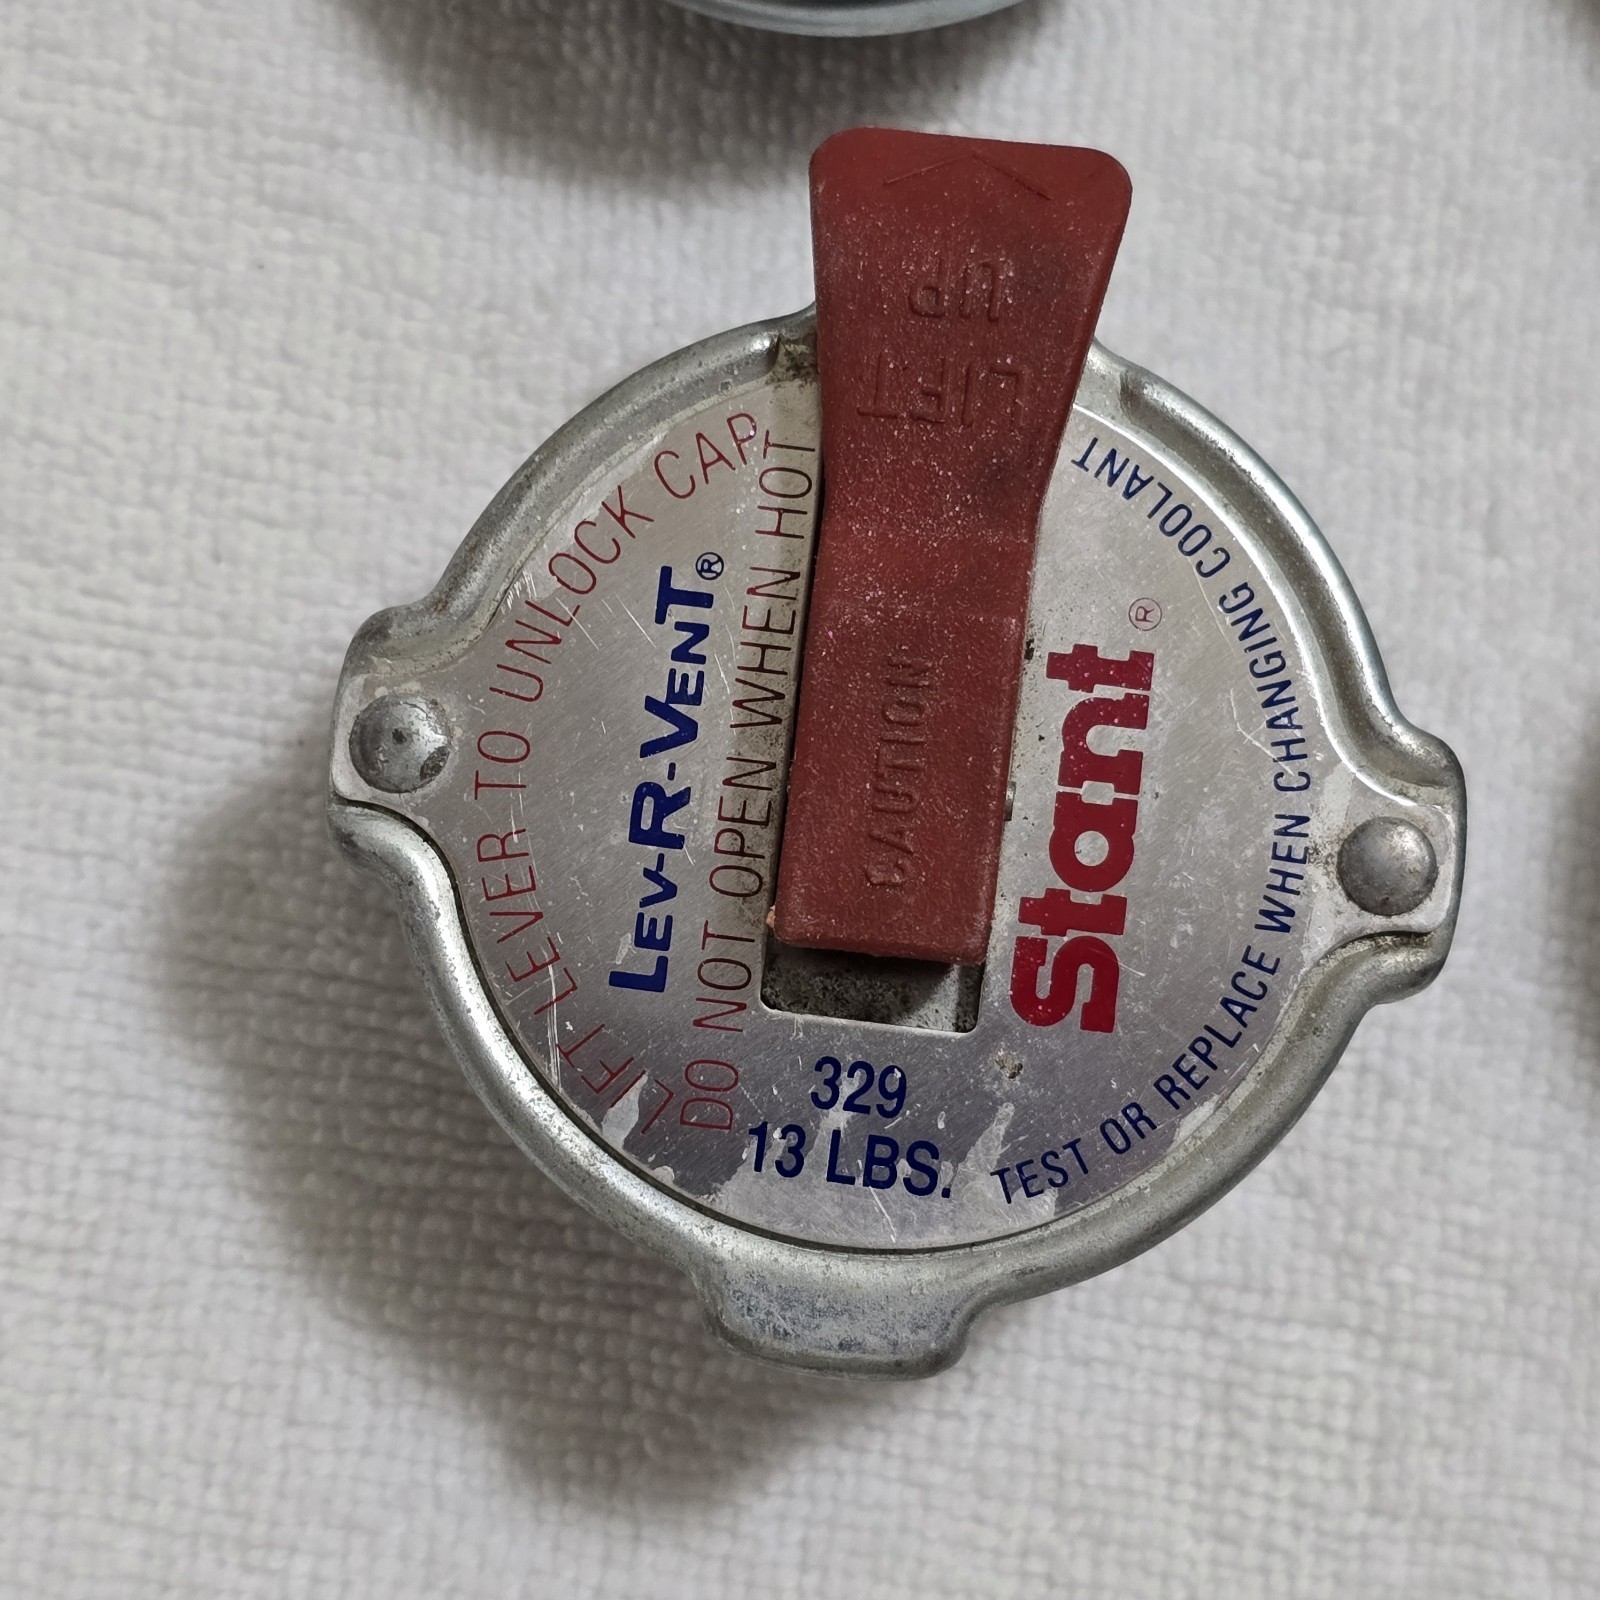 LIFT LEVER TO UNLOCK CAP.
LEV-R-VENT®
DO NOT OPEN WHEN HOT
LIFT
UP
CAUTION
Stant®
TEST OR REPLACE WHEN CHANGING COOLANT
329
13 LBS.